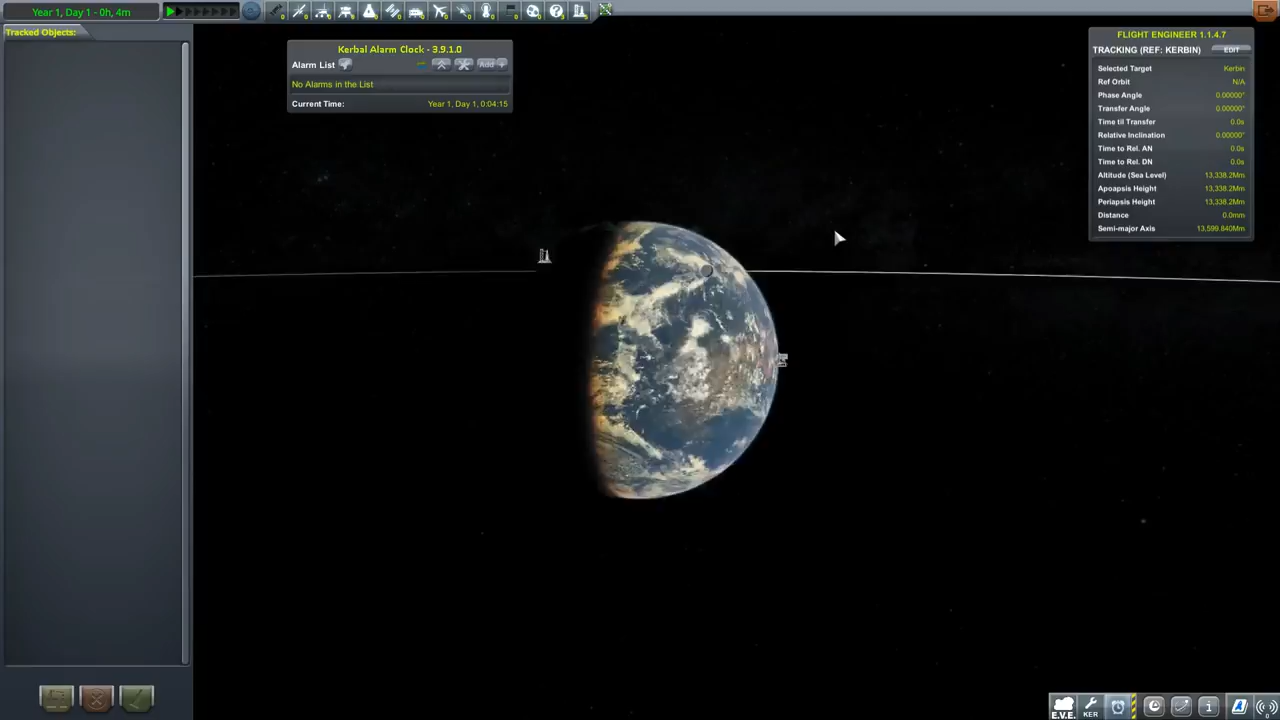 Year 1, Day 1 - 0h, 4m
Tracked Objects:
Kerbal Alarm Clock - 3.9.1.0
Alarm List
Add +
No Alarms in the List
Current Time: Year 1, Day 1, 0:04:15
FLIGHT ENGINEER 1.1.4.7
TRACKING (REF: KERBIN) EDIT
Selected Target Kerbin
Ref Orbit N/A
Phase Angle 0.00000°
Transfer Angle 0.00000°
Time til Transfer 0.0s
Relative Inclination 0.00000°
Time to Rel. AN 0.0s
Time to Rel. DN 0.0s
Altitude (Sea Level) 13,338.2Mm
Apoapsis Height 13,338.2Mm
Periapsis Height 13,338.2Mm
Distance 0.0mm
Semi-major Axis 13,599.840Mm
E.V.E. KER